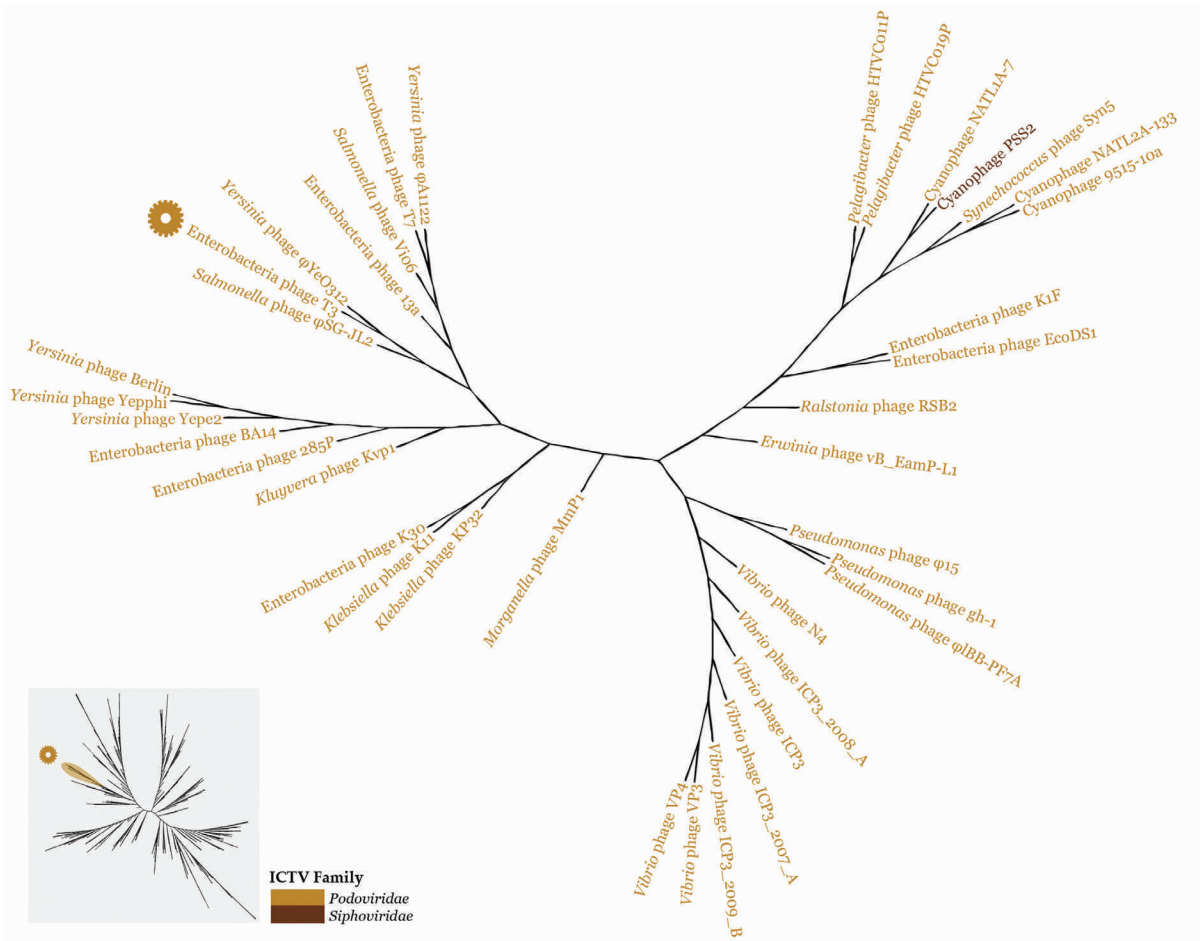 Yersinia phage φA1122
Enterobacteria phage T7
Salmonella phage Vi06
Enterobacteria phage 13a
Yersinia phage φYeO312
Enterobacteria phage T3
Salmonella phage φSG-JL2
Yersinia phage Berlin
Yersinia phage Yepphi
Yersinia phage Yepe2
Enterobacteria phage BA14
Enterobacteria phage 285P
Kluyvera phage Kvp1
Enterobacteria phage K30
Klebsiella phage K11
Klebsiella phage KP32
Morganella phage MmP1
Pelagibacter phage HTVC011P
Pelagibacter phage HTVC019P
Cyanophage NATL1A-7
Cyanophage PSS2
Synechococcus phage Syn5
Cyanophage NATL2A-133
Cyanophage 9515-10a
Enterobacteria phage K1F
Enterobacteria phage EcoDS1
Ralstonia phage RSB2
Erwinia phage vB_EamP-L1
Pseudomonas phage φ15
Pseudomonas phage gh-1
Pseudomonas phage φIBB-PF7A
Vibrio phage N4
Vibrio phage ICP3_2008_A
Vibrio phage ICP3
Vibrio phage ICP3_2007_A
Vibrio phage ICP3_2009_B
Vibrio phage VP3
Vibrio phage VP4
ICTV Family
Podoviridae
Siphoviridae